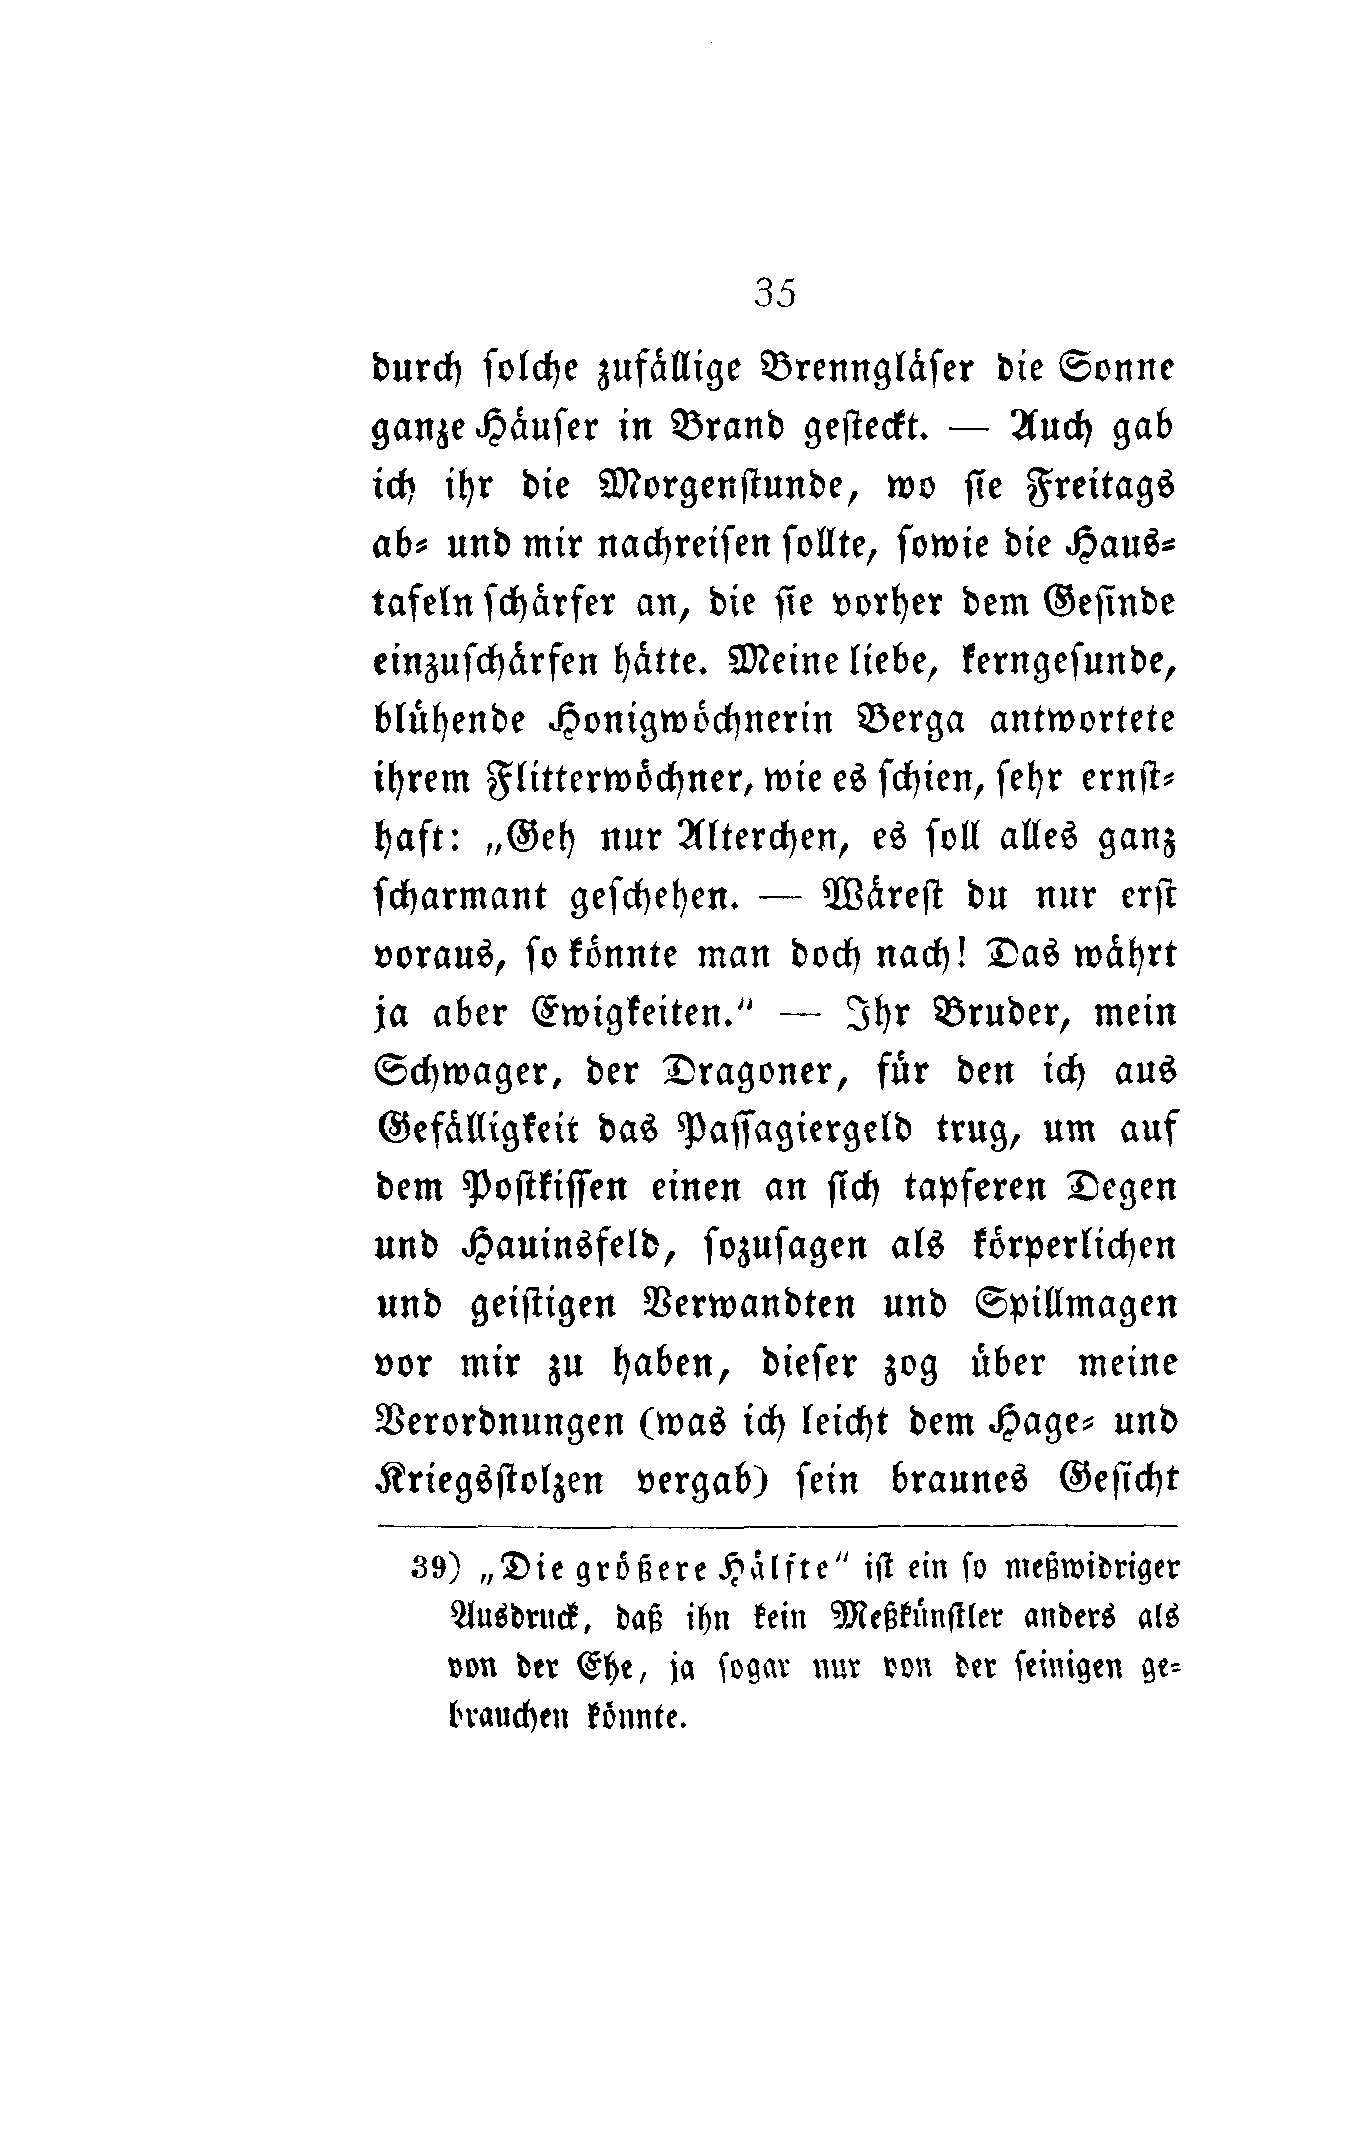 35
durch ſolche zufällige Brenngläſer die Sonne
ganze Häuſer in Brand geſteckt. — Auch gab
ich ihr die Morgenſtunde, wo ſie Freitags
ab⸗ und mir nachreiſen ſollte, ſowie die Haus⸗
tafeln ſchärfer an, die ſie vorher dem Geſinde
einzuſchärfen hätte. Meine liebe, kerngeſunde,
blühende Honigwöchnerin Berga antwortete
ihrem Flitterwöchner, wie es ſchien, ſehr ernſt⸗
haft: „Geh nur Alterchen, es ſoll alles ganz
ſcharmant geſchehen. — Wäreſt du nur erſt
voraus, ſo könnte man doch nach! Das währt
ja aber Ewigkeiten.“ — Ihr Bruder, mein
Schwager, der Dragoner, für den ich aus
Gefälligkeit das Paſſagiergeld trug, um auf
dem Poſtkiſſen einen an ſich tapferen Degen
und Hauinsfeld, ſozuſagen als körperlichen
und geiſtigen Verwandten und Spillmagen
vor mir zu haben, dieſer zog über meine
Verordnungen (was ich leicht dem Hage⸗ und
Kriegsſtolzen vergab) ſein braunes Geſicht
39) „Die größere Hälfte“ iſt ein ſo meßwidriger
Ausdruck, daß ihn kein Meßkünſtler anders als
von der Ehe, ja ſogar nur von der ſeinigen ge⸗
brauchen könnte.